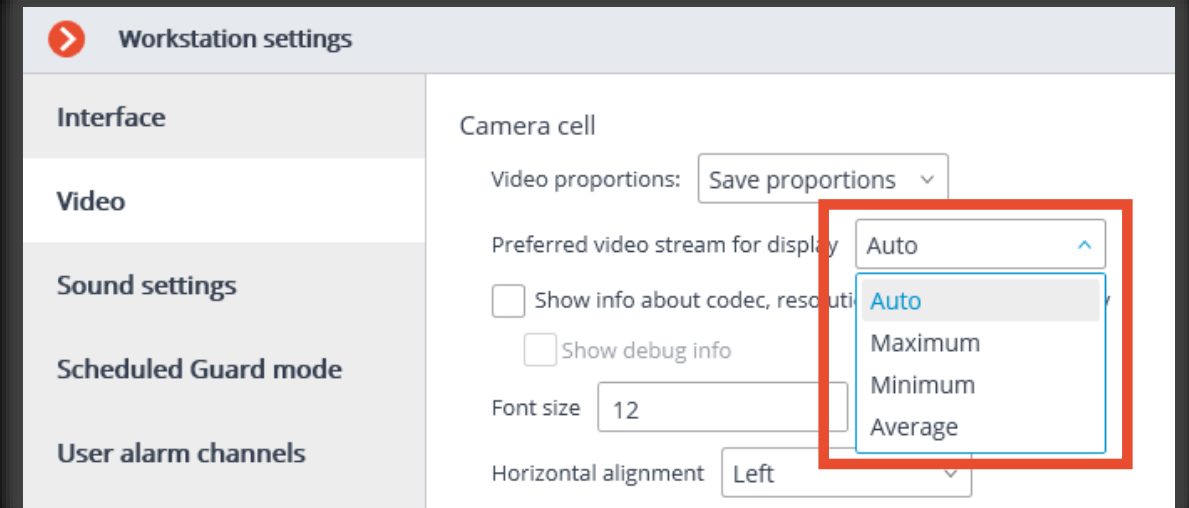 Workstation settings
Interface
Video
Sound settings
Scheduled Guard mode
User alarm channels
Camera cell
Video proportions: Save proportions
Preferred video stream for display Auto
Auto
Maximum
Minimum
Average
Show info about codec,
Show debug info
Font size 12
Horizontal alignment Left